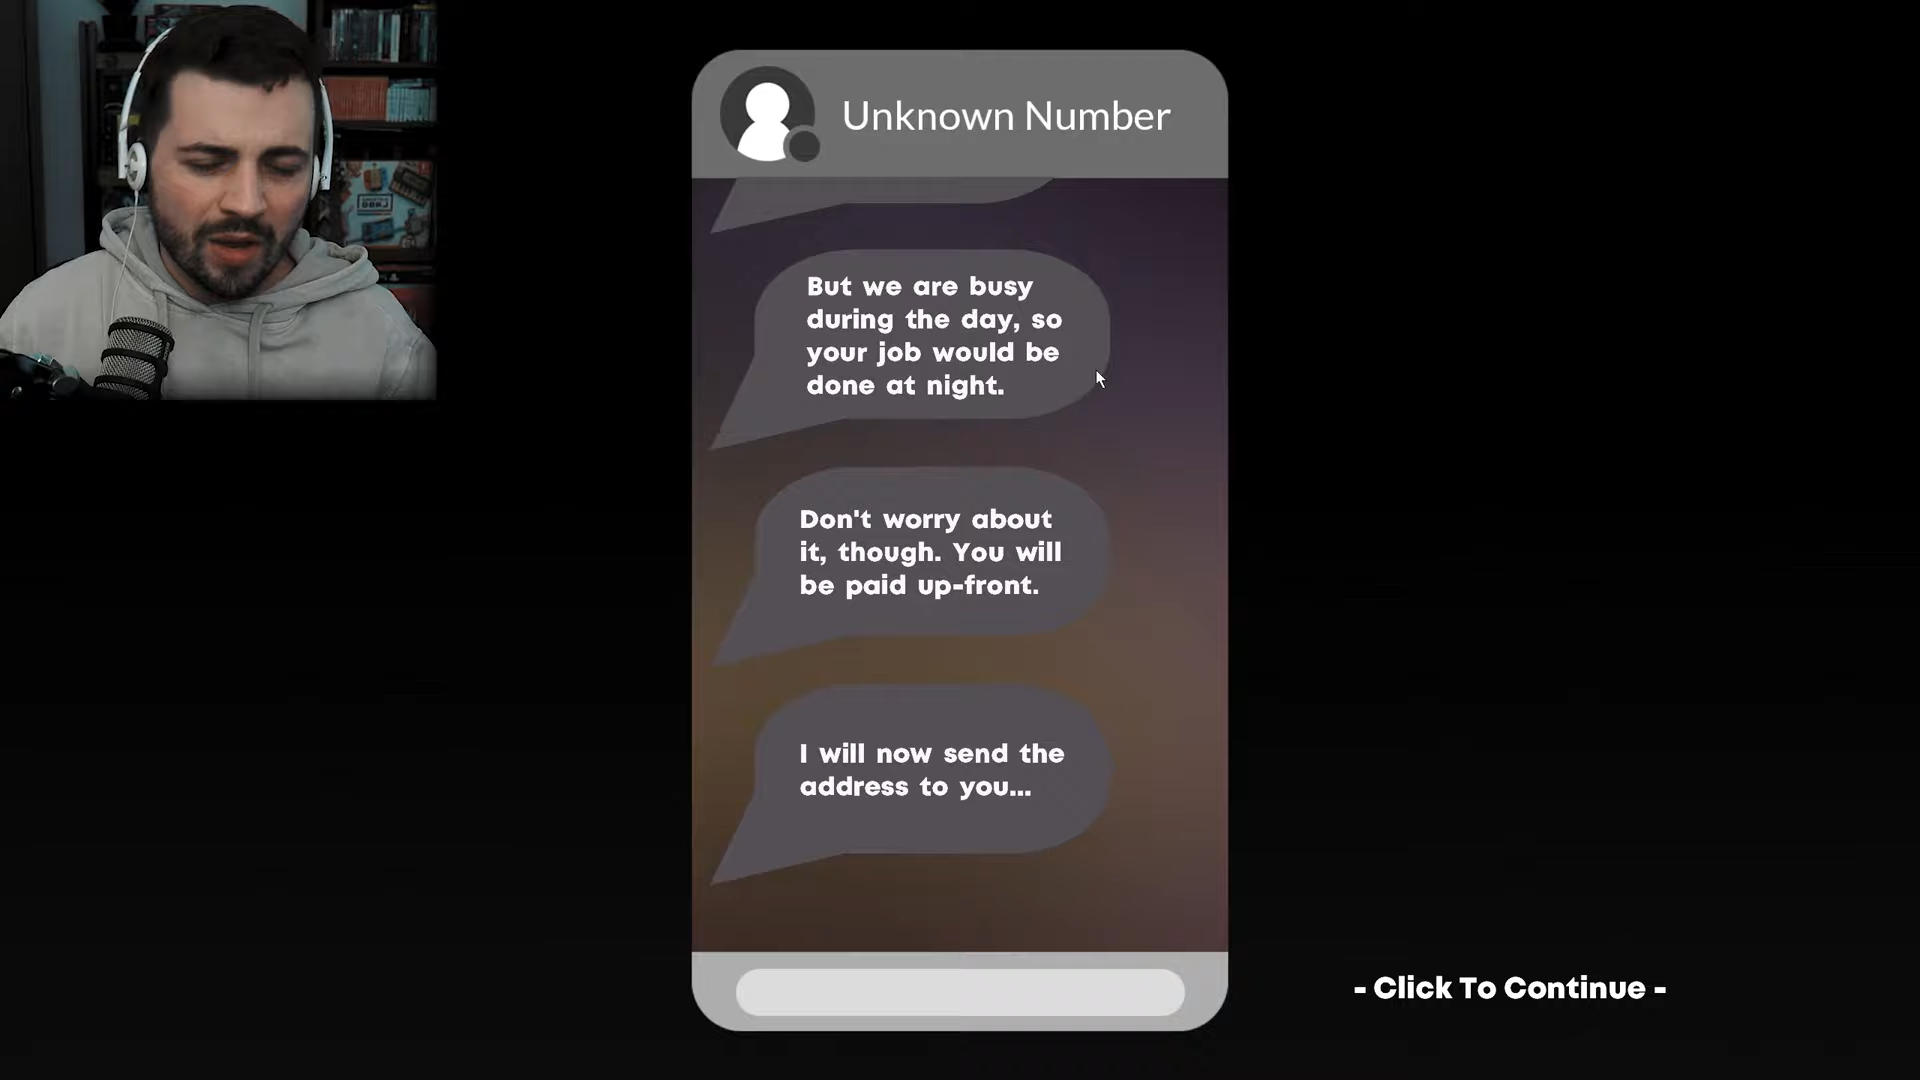 Unknown Number
But we are busy
during the day, so
your job would be
done at night.
Don't worry about
it, though. You will
be paid up-front.
I will now send the
address to you...
- Click To Continue -